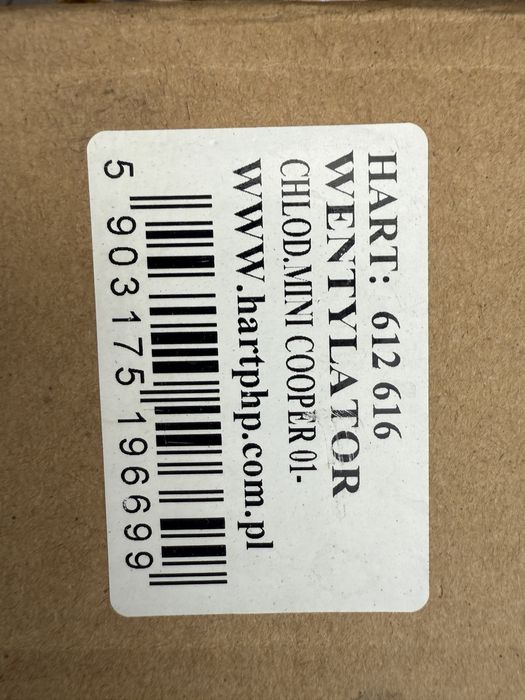 HART: 612 616
WENTYLATOR
CHLOD.MINI COOPER 01-
WWW.hartphp.com.pl
5 903175 196699